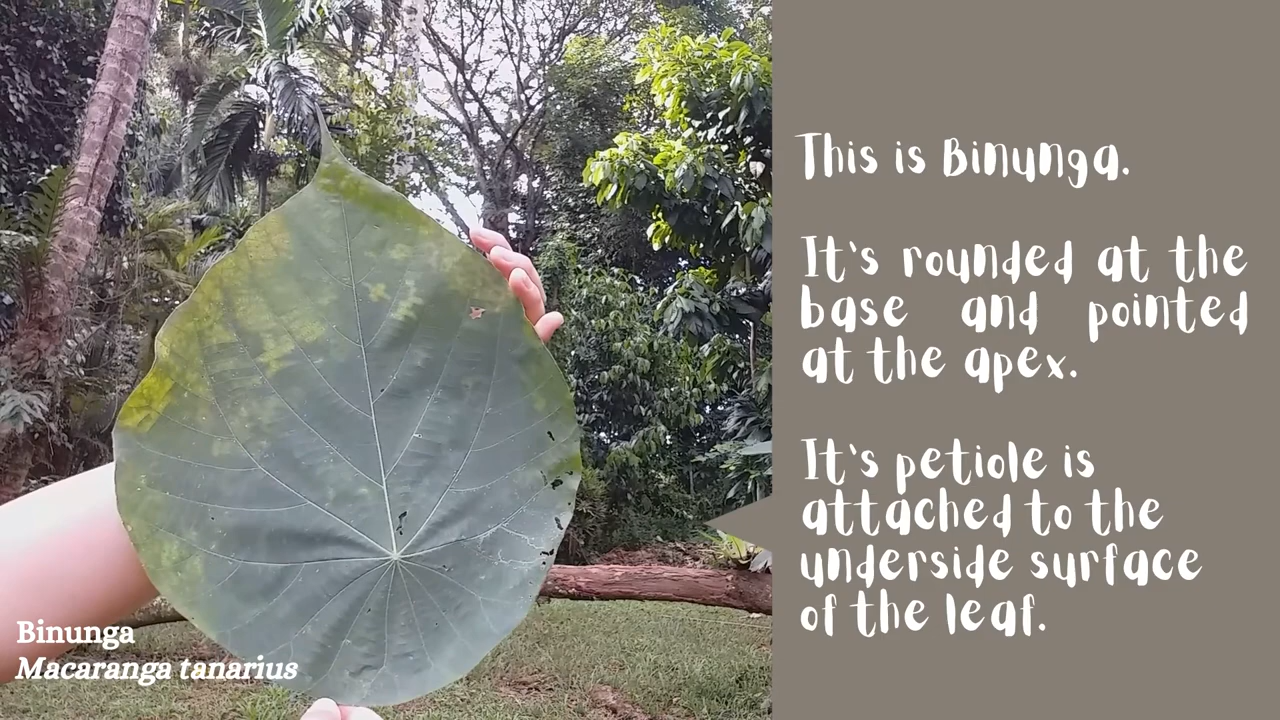 This is Binunga.
It's rounded at the
base and pointed
at the apex.
It's petiole is
attached to the
underside surface
of the leaf.
Binunga
Macaranga tanarius